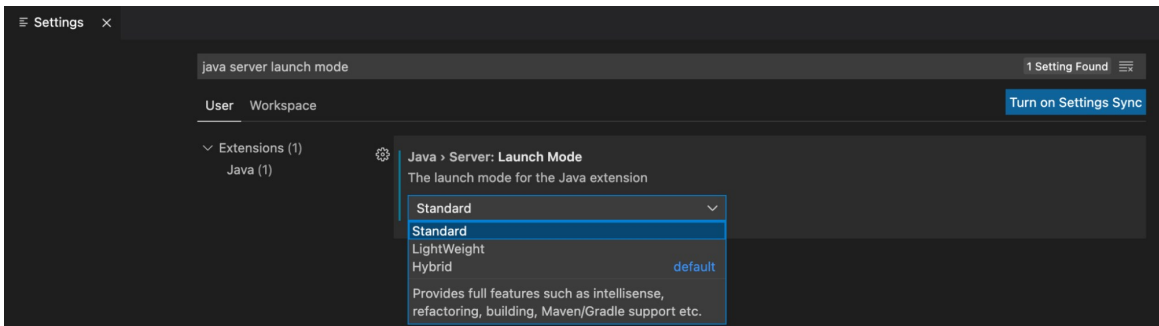 Settings
java server launch mode
1 Setting Found
User Workspace
Turn on Settings Sync
Extensions (1)
Java (1)
Java › Server: Launch Mode
The launch mode for the Java extension
Standard
Standard
LightWeight
Hybrid default
Provides full features such as intellisense,
refactoring, building, Maven/Gradle support etc.